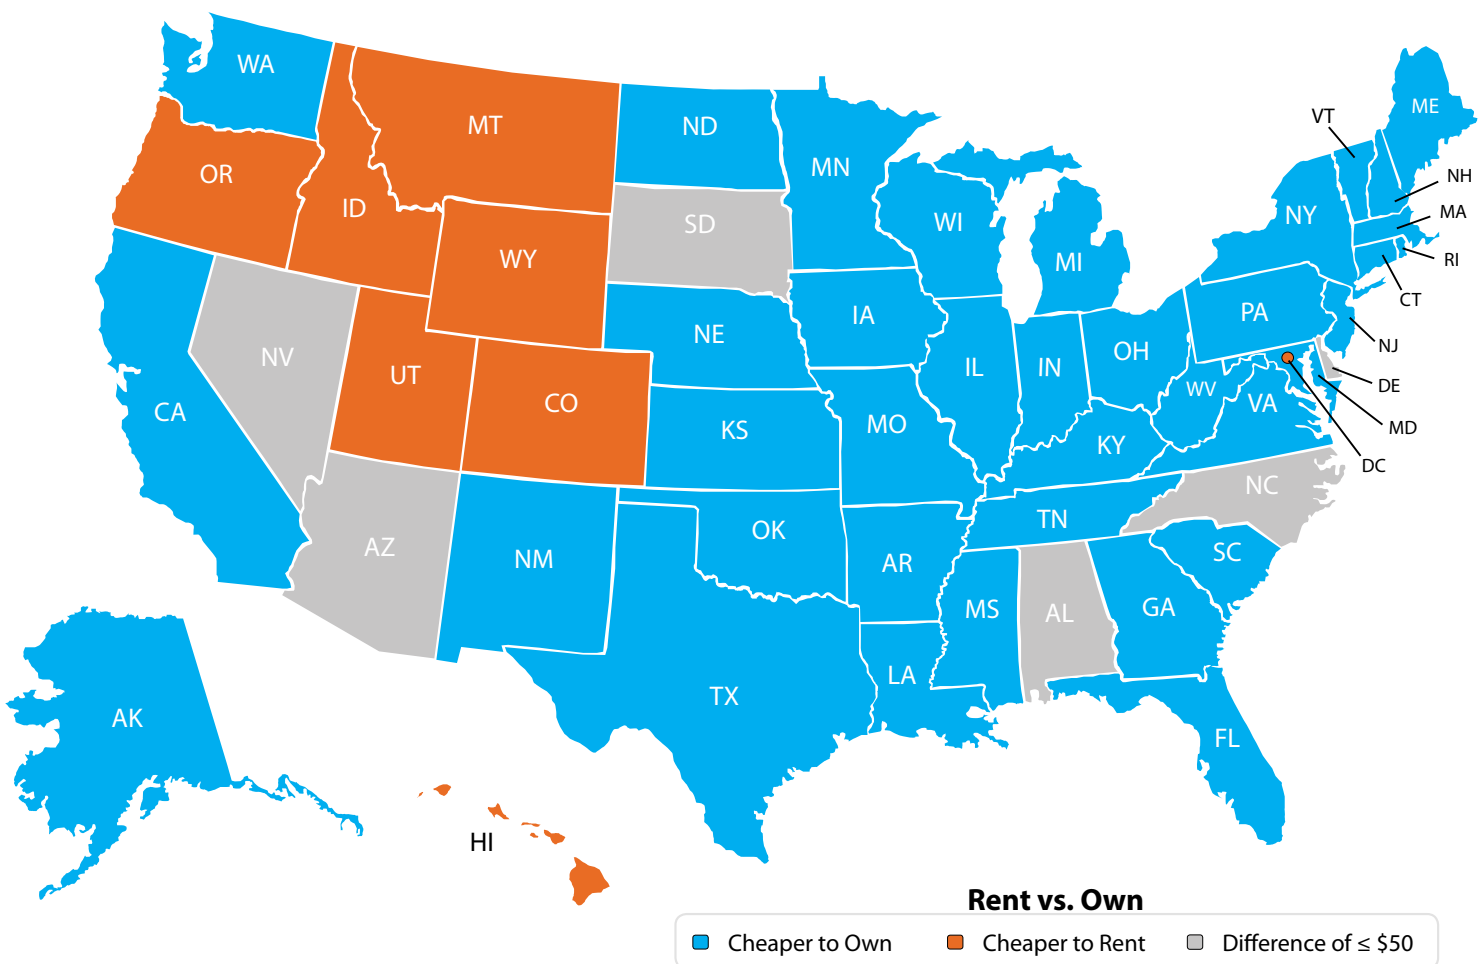 WA
MT
ND
MN
ME
VT
OR
ID
SD
WI
NH
NY
MA
WY
MI
RI
CT
IA
PA
NE
NJ
NV
UT
OH
IL
IN
DE
CO
WV
VA
CA
KS
MO
MD
KY
DC
NC
TN
OK
AZ
NM
AR
SC
MS
AL
GA
LA
TX
AK
FL
HI
Rent vs. Own
Cheaper to Own Cheaper to Rent Difference of ≤ $50